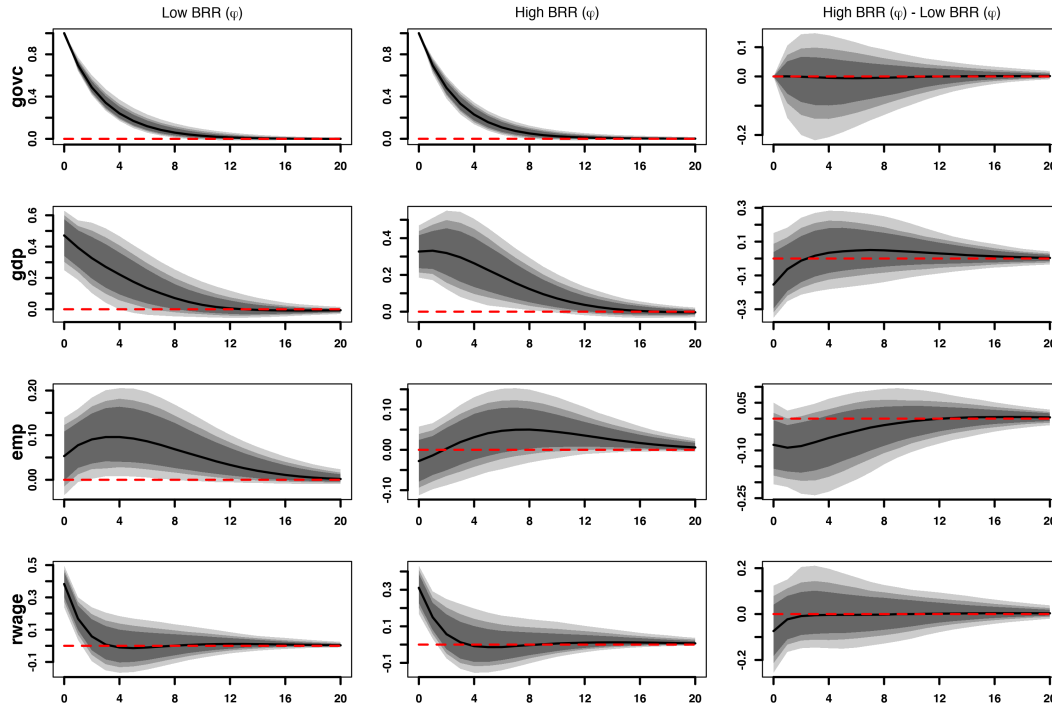 Low BRR (φ) High BRR (φ) High BRR (φ) - Low BRR (φ)
govc
0.0 0.4 0.8
0 4 8 12 16 20
0.0 0.4 0.8
0 4 8 12 16 20
-0.2 0.0 0.1
0 4 8 12 16 20
gdp
0.0 0.2 0.4 0.6
0 4 8 12 16 20
0.0 0.2 0.4
0 4 8 12 16 20
-0.3 -0.1 0.1 0.3
0 4 8 12 16 20
emp
0.00 0.10 0.20
0 4 8 12 16 20
-0.10 0.00 0.10
0 4 8 12 16 20
-0.25 -0.10 0.05
0 4 8 12 16 20
rwage
-0.1 0.1 0.3 0.5
0 4 8 12 16 20
-0.1 0.1 0.3
0 4 8 12 16 20
-0.2 0.0 0.2
0 4 8 12 16 20